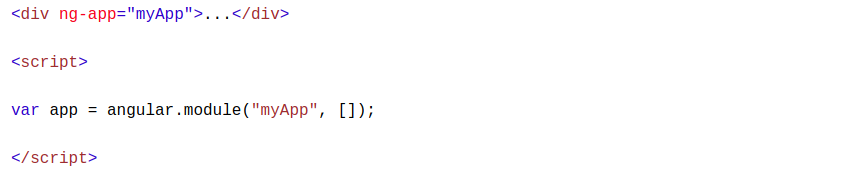 <div ng-app="myApp">...</div>
<script>
var app = angular.module("myApp", []);
</script>